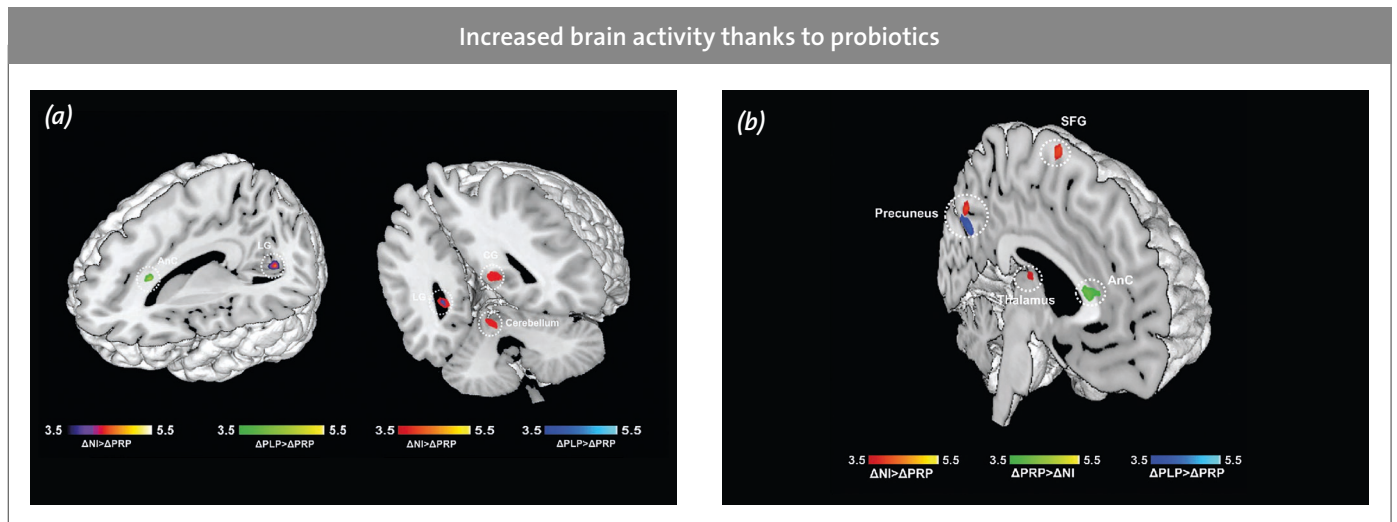 Increased brain activity thanks to probiotics
(a)
AnC
LG
CG
LG
Cerebellum
3.5 5.5
ΔNI>ΔPRP
3.5 5.5
ΔPLP>ΔPRP
3.5 5.5
ΔNI>ΔPRP
3.5 5.5
ΔPLP>ΔPRP
(b)
SFG
Precuneus
Thalamus
AnC
3.5 5.5
ΔNI>ΔPRP
3.5 5.5
ΔPRP>ΔNI
3.5 5.5
ΔPLP>ΔPRP